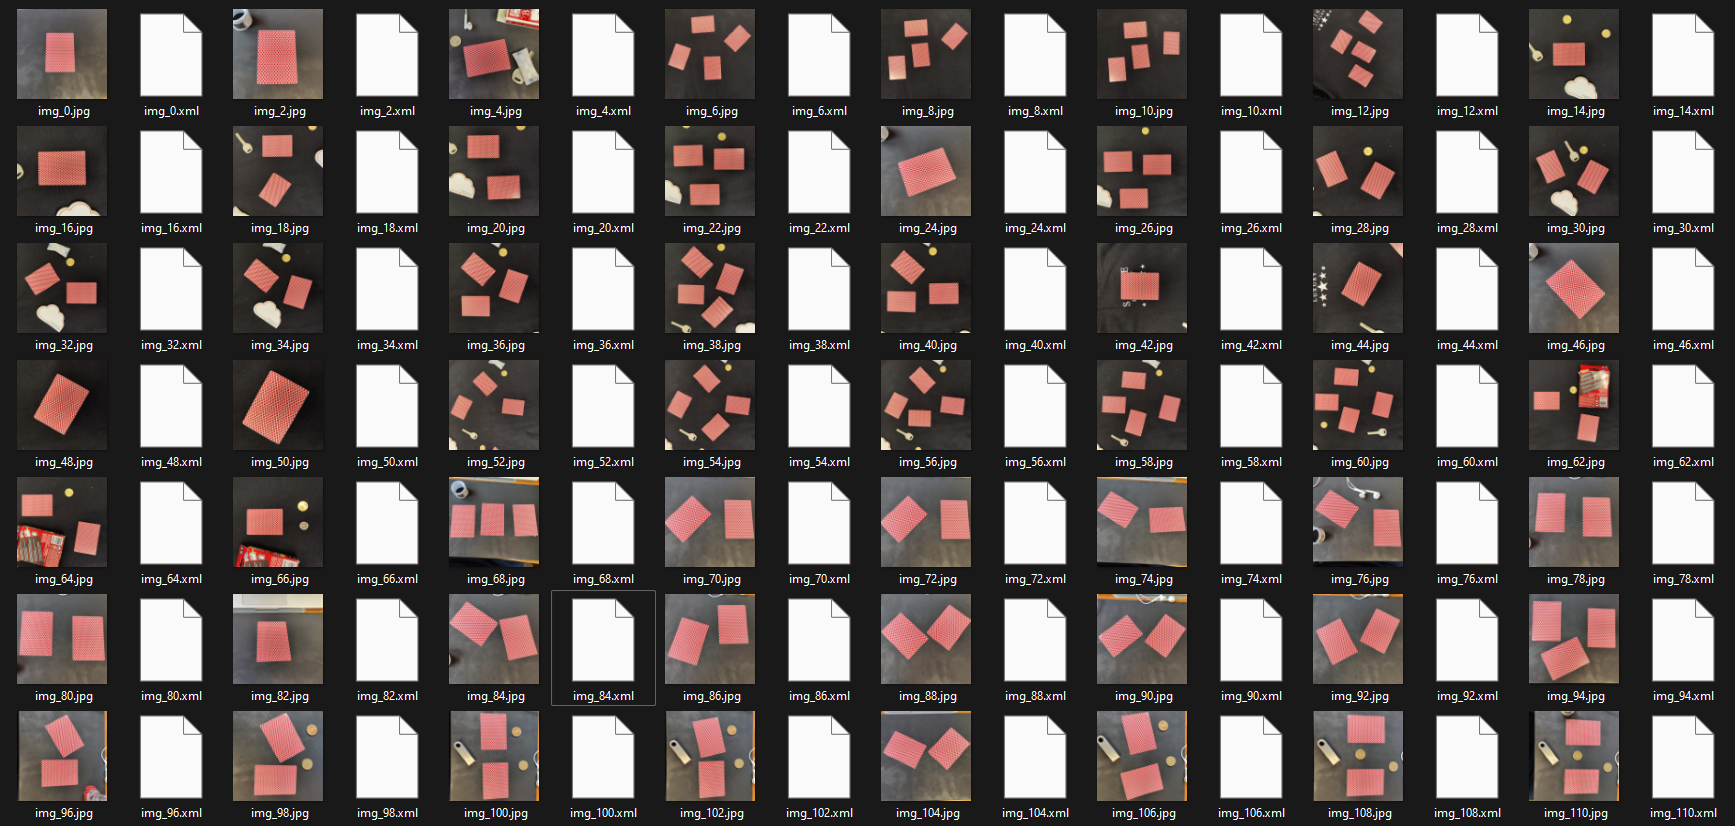 img_0.jpg img_0.xml img_2.jpg img_2.xml img_4.jpg img_4.xml img_6.jpg img_6.xml img_8.jpg img_8.xml img_10.jpg img_10.xml img_12.jpg img_12.xml img_14.jpg img_14.xml
img_16.jpg img_16.xml img_18.jpg img_18.xml img_20.jpg img_20.xml img_22.jpg img_22.xml img_24.jpg img_24.xml img_26.jpg img_26.xml img_28.jpg img_28.xml img_30.jpg img_30.xml
img_32.jpg img_32.xml img_34.jpg img_34.xml img_36.jpg img_36.xml img_38.jpg img_38.xml img_40.jpg img_40.xml img_42.jpg img_42.xml img_44.jpg img_44.xml img_46.jpg img_46.xml
img_48.jpg img_48.xml img_50.jpg img_50.xml img_52.jpg img_52.xml img_54.jpg img_54.xml img_56.jpg img_56.xml img_58.jpg img_58.xml img_60.jpg img_60.xml img_62.jpg img_62.xml
img_64.jpg img_64.xml img_66.jpg img_66.xml img_68.jpg img_68.xml img_70.jpg img_70.xml img_72.jpg img_72.xml img_74.jpg img_74.xml img_76.jpg img_76.xml img_78.jpg img_78.xml
img_80.jpg img_80.xml img_82.jpg img_82.xml img_84.jpg img_84.xml img_86.jpg img_86.xml img_88.jpg img_88.xml img_90.jpg img_90.xml img_92.jpg img_92.xml img_94.jpg img_94.xml
img_96.jpg img_96.xml img_98.jpg img_98.xml img_100.jpg img_100.xml img_102.jpg img_102.xml img_104.jpg img_104.xml img_106.jpg img_106.xml img_108.jpg img_108.xml img_110.jpg img_110.xml